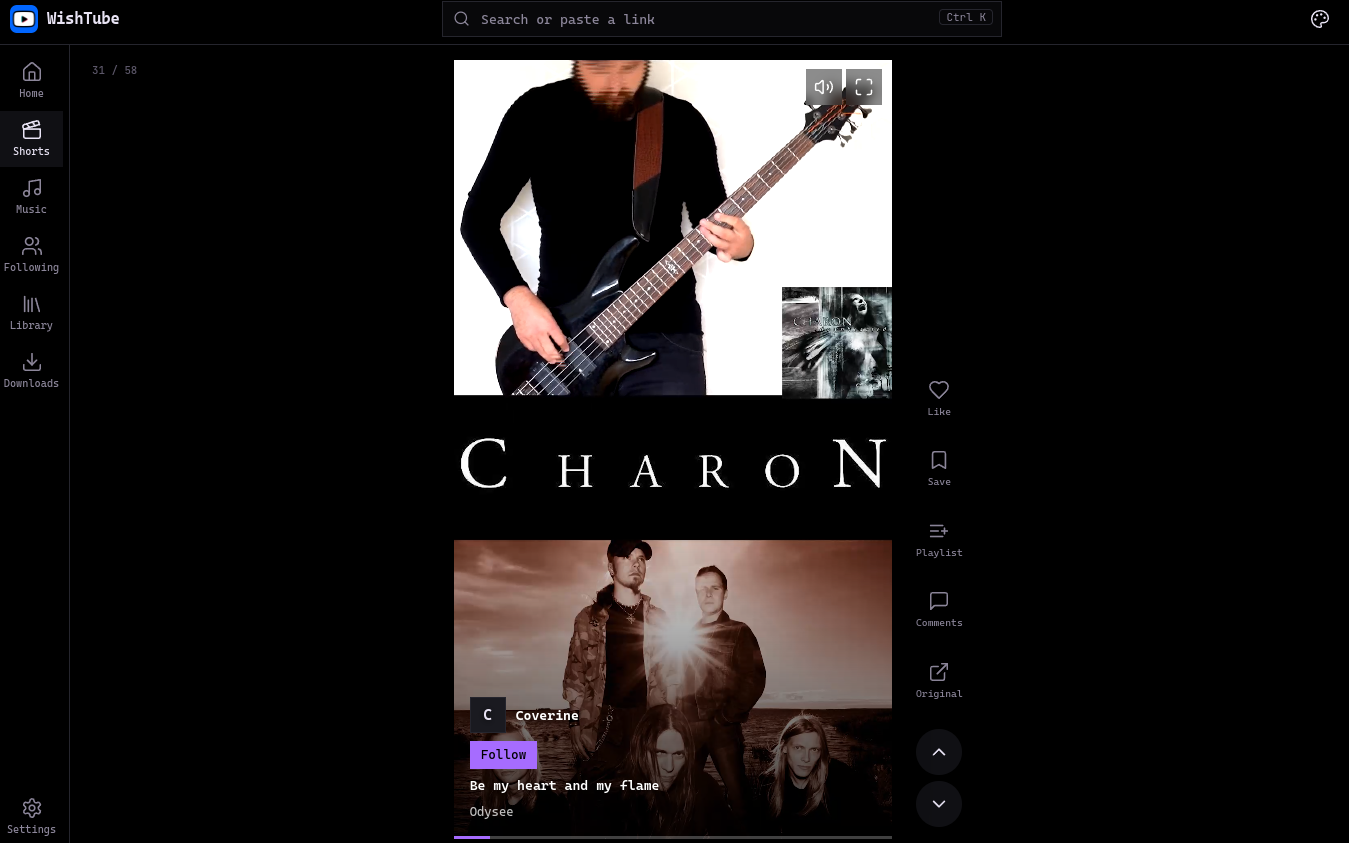 WishTube
Search or paste a link
Ctrl K
31 / 58
Home
Shorts
Music
Following
Library
Downloads
Settings
CHARON
CHARON
Like
Save
Playlist
Comments
Original
C
Coverine
Follow
Be my heart and my flame
Odysee